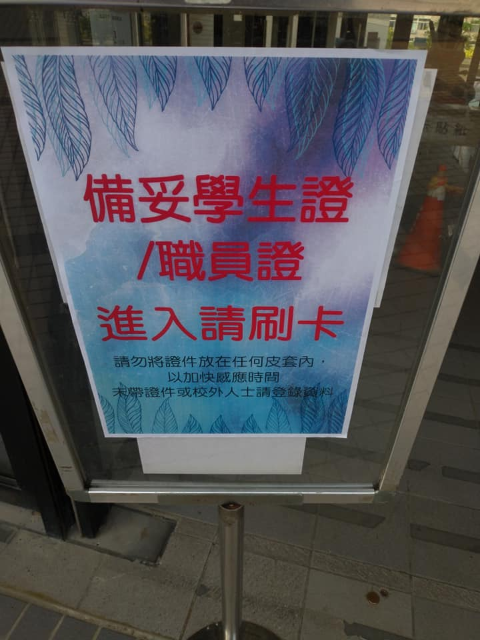 備妥學生證
/職員證
進入請刷卡
請勿將證件放在任何皮套內，
以加快感應時間
未帶證件或校外人士請登錄資料